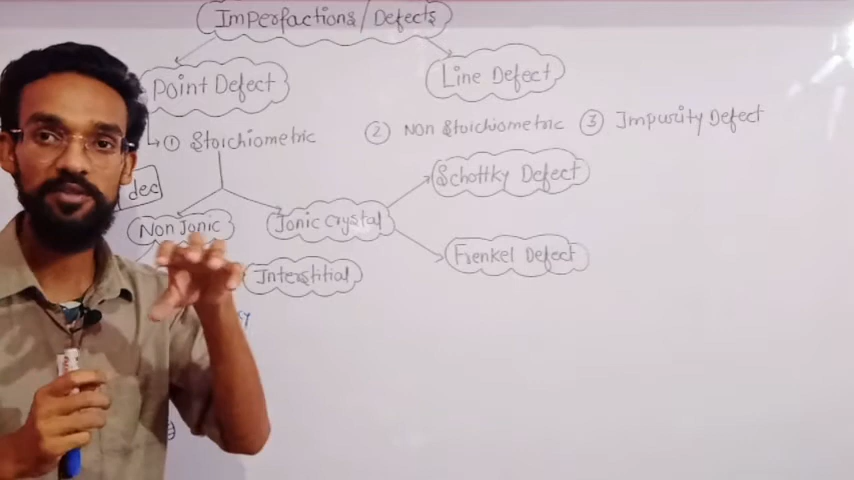 Imperfactions/Defects
Point Defect
Line Defect
① Stoichiometric
② Non Stoichiometric
③ Impurity Defect
dec
Schottky Defect
Non Ionic
Ionic Crystal
Frenkel Defect
Interstitial